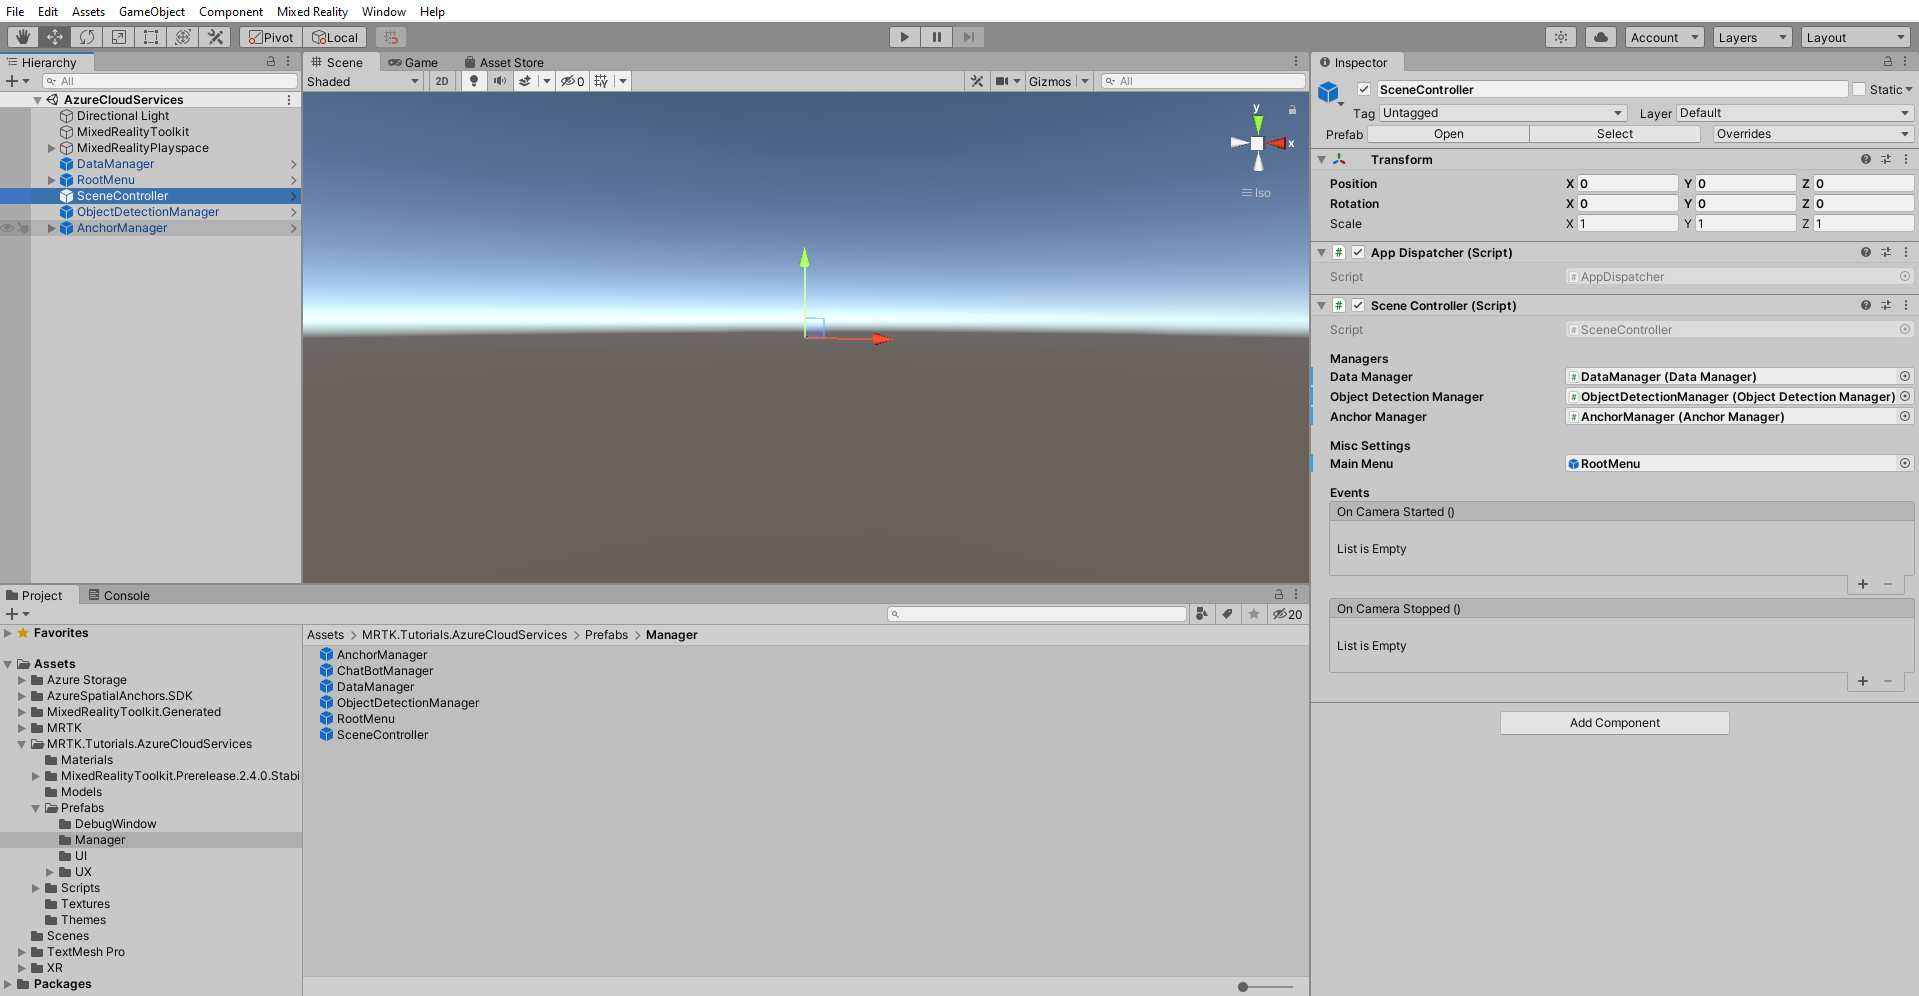 File Edit Assets GameObject Component Mixed Reality Window Help
Pivot Local Account Layers Layout
Hierarchy
All
AzureCloudServices
Directional Light
MixedRealityToolkit
MixedRealityPlayspace
DataManager
RootMenu
SceneController
ObjectDetectionManager
AnchorManager
Scene Game Asset Store
Shaded 2D 0 Gizmos All
y
x
Iso
Inspector
SceneController Static
Tag Untagged Layer Default
Prefab Open Select Overrides
Transform
Position X 0 Y 0 Z 0
Rotation X 0 Y 0 Z 0
Scale X 1 Y 1 Z 1
# App Dispatcher (Script)
Script # AppDispatcher
# Scene Controller (Script)
Script # SceneController
Managers
Data Manager # DataManager (Data Manager)
Object Detection Manager # ObjectDetectionManager (Object Detection Manager)
Anchor Manager # AnchorManager (Anchor Manager)
Misc Settings
Main Menu RootMenu
Events
On Camera Started ()
List is Empty
+ −
On Camera Stopped ()
List is Empty
+ −
Add Component
Project Console
20
Favorites
Assets
Azure Storage
AzureSpatialAnchors.SDK
MixedRealityToolkit.Generated
MRTK
MRTK.Tutorials.AzureCloudServices
Materials
MixedRealityToolkit.Prerelease.2.4.0.Stabi
Models
Prefabs
DebugWindow
Manager
UI
UX
Scripts
Textures
Themes
Scenes
TextMesh Pro
XR
Packages
Assets > MRTK.Tutorials.AzureCloudServices > Prefabs > Manager
AnchorManager
ChatBotManager
DataManager
ObjectDetectionManager
RootMenu
SceneController